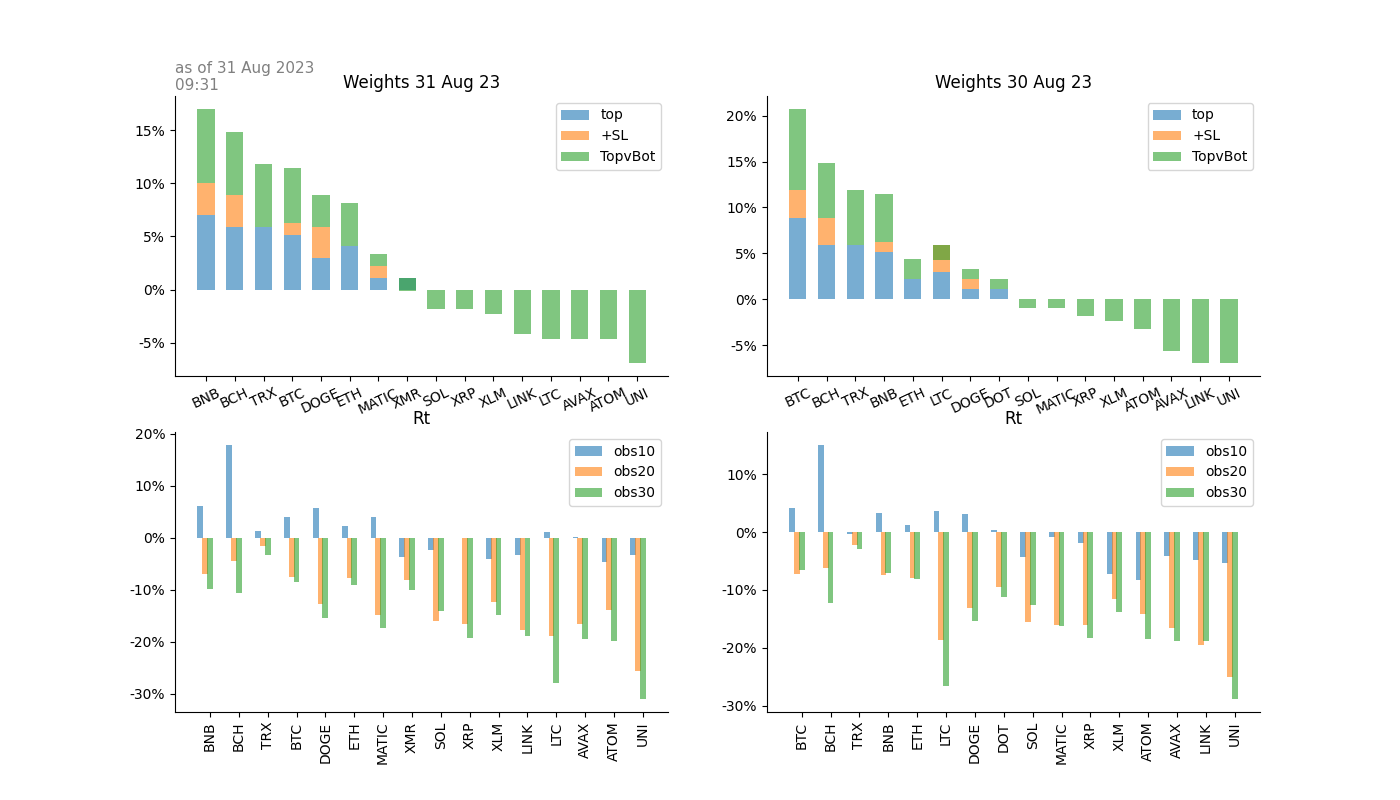 as of 31 Aug 2023
09:31
Weights 31 Aug 23
top
+SL
TopvBot
15%
10%
5%
0%
-5%
BNB BCH TRX BTC DOGE ETH MATIC XMR SOL XRP XLM LINK LTC AVAX ATOM UNI
Weights 30 Aug 23
top
+SL
TopvBot
20%
15%
10%
5%
0%
-5%
BTC BCH TRX BNB ETH LTC DOGE DOT SOL MATIC XRP XLM ATOM AVAX LINK UNI
Rt
obs10
obs20
obs30
20%
10%
0%
-10%
-20%
-30%
BNB BCH TRX BTC DOGE ETH MATIC XMR SOL XRP XLM LINK LTC AVAX ATOM UNI
Rt
obs10
obs20
obs30
10%
0%
-10%
-20%
-30%
BTC BCH TRX BNB ETH LTC DOGE DOT SOL MATIC XRP XLM ATOM AVAX LINK UNI